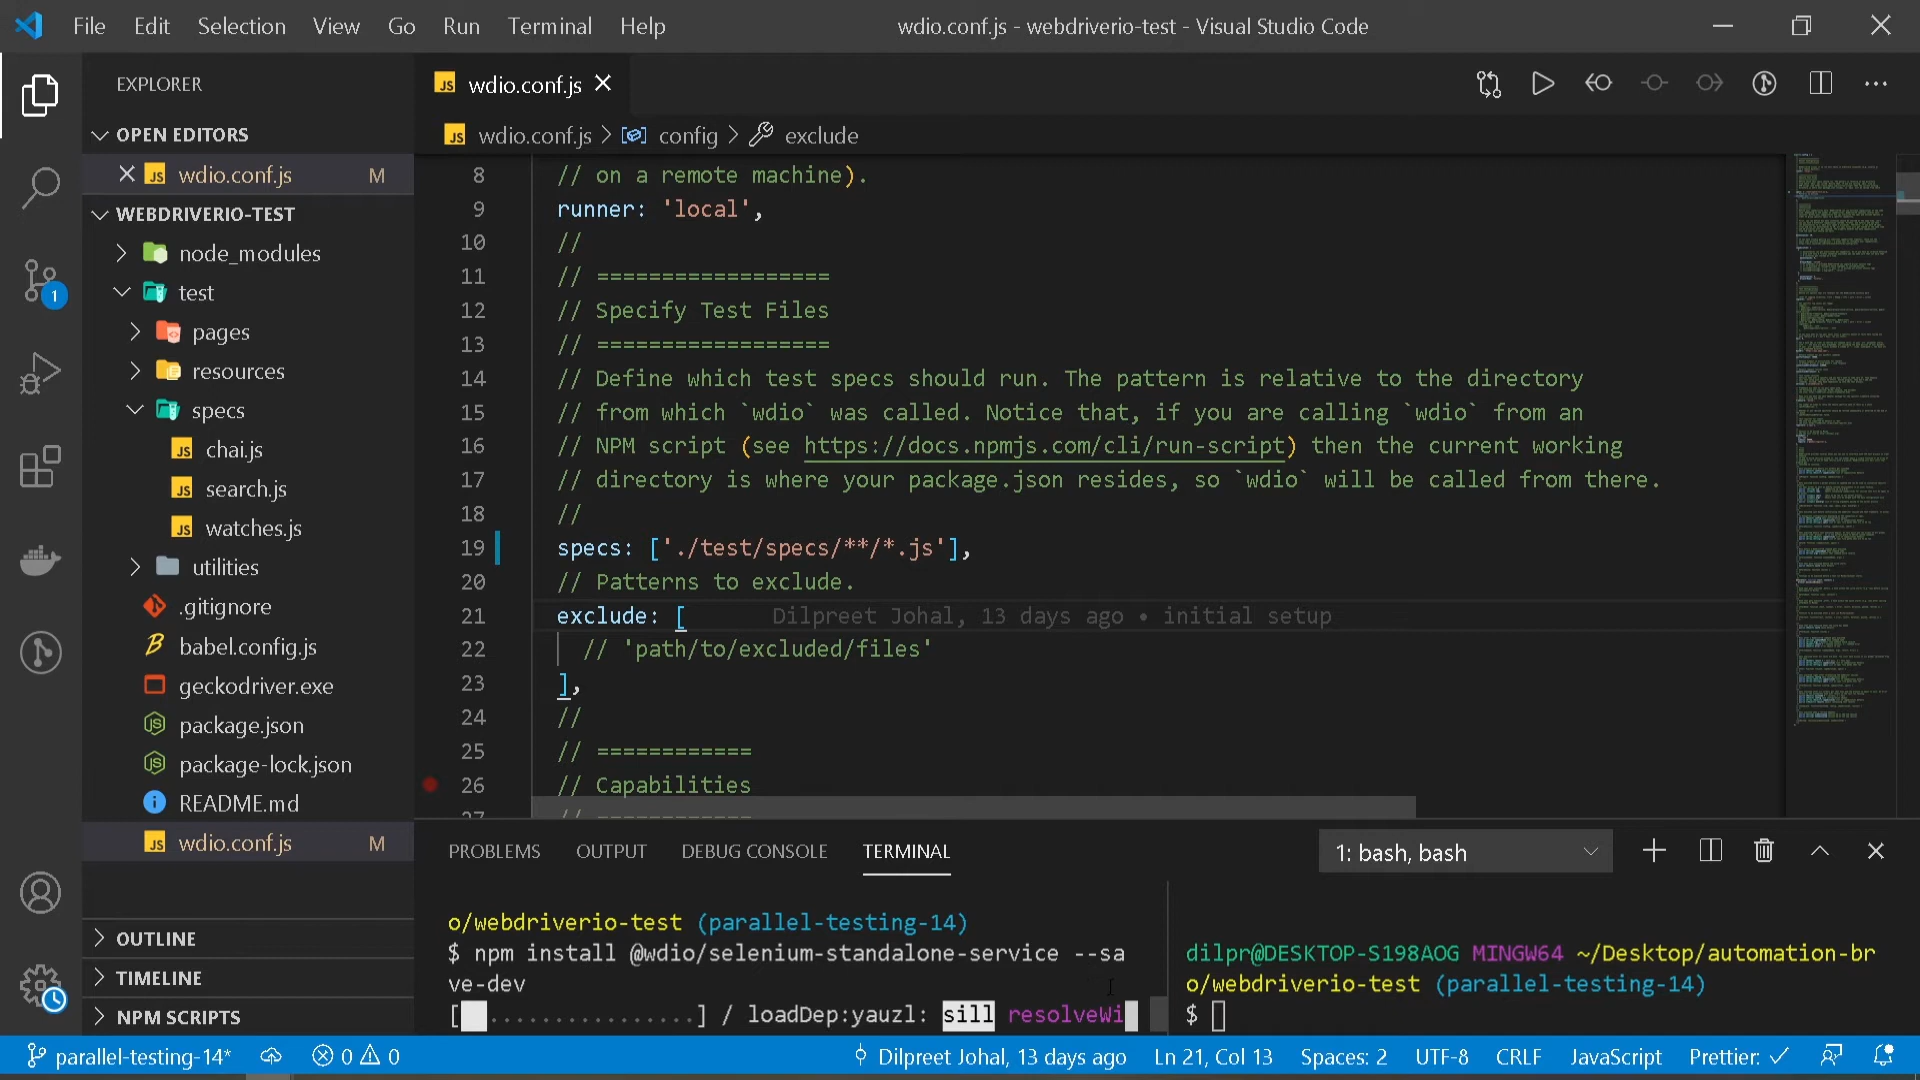 File Edit Selection View Go Run Terminal Help wdio.conf.js - webdriverio-test - Visual Studio Code
EXPLORER
OPEN EDITORS
wdio.conf.js M
WEBDRIVERIO-TEST
node_modules
test
pages
resources
specs
chai.js
search.js
watches.js
utilities
.gitignore
babel.config.js
geckodriver.exe
package.json
package-lock.json
README.md
wdio.conf.js M
OUTLINE
TIMELINE
NPM SCRIPTS
1
wdio.conf.js
wdio.conf.js > config > exclude
8 // on a remote machine).
9 runner: 'local',
10 //
11 // ==================
12 // Specify Test Files
13 // ==================
14 // Define which test specs should run. The pattern is relative to the directory
15 // from which `wdio` was called. Notice that, if you are calling `wdio` from an
16 // NPM script (see https://docs.npmjs.com/cli/run-script) then the current working
17 // directory is where your package.json resides, so `wdio` will be called from there.
18 //
19 specs: ['./test/specs/**/*.js'],
20 // Patterns to exclude.
21 exclude: [ Dilpreet Johal, 13 days ago • initial setup
22 // 'path/to/excluded/files'
23 ],
24 //
25 // ============
26 // Capabilities
27 // ============
PROBLEMS OUTPUT DEBUG CONSOLE TERMINAL 1: bash, bash
o/webdriverio-test (parallel-testing-14)
$ npm install @wdio/selenium-standalone-service --sa
ve-dev
[  ................] / loadDep:yauzl: sill resolveWi
dilpr@DESKTOP-S198AOG MINGW64 ~/Desktop/automation-br
o/webdriverio-test (parallel-testing-14)
$
parallel-testing-14* 0 0 Dilpreet Johal, 13 days ago Ln 21, Col 13 Spaces: 2 UTF-8 CRLF JavaScript Prettier: ✓